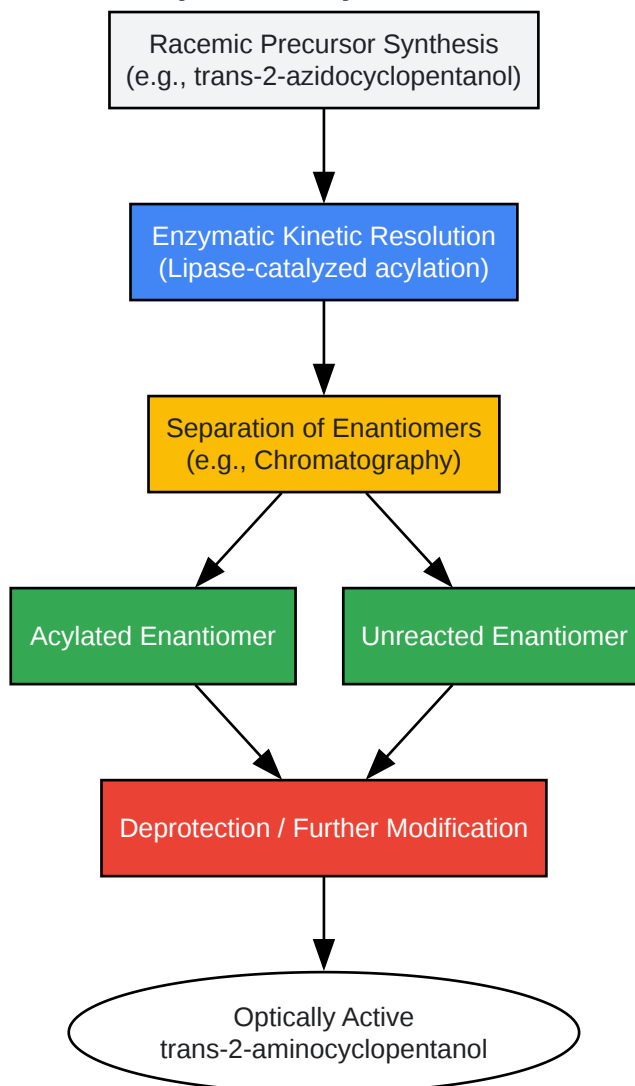 Racemic Precursor Synthesis
(e.g., trans-2-azidocyclopentanol)
Enzymatic Kinetic Resolution
(Lipase-catalyzed acylation)
Separation of Enantiomers
(e.g., Chromatography)
Acylated Enantiomer
Unreacted Enantiomer
Deprotection / Further Modification
Optically Active
trans-2-aminocyclopentanol